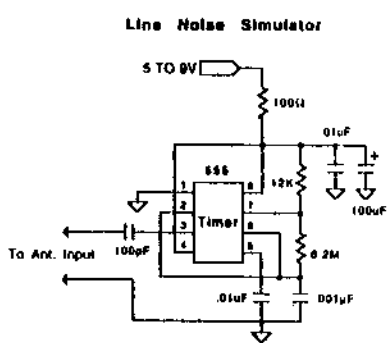 Line Noise Simulator
5 TO 9V
100Ω
.01uF
+
555
12K
100uF
1
8
2
7
Timer
3
6
100pF
To Ant. Input
4
5
8.2M
.01uF
.001µF